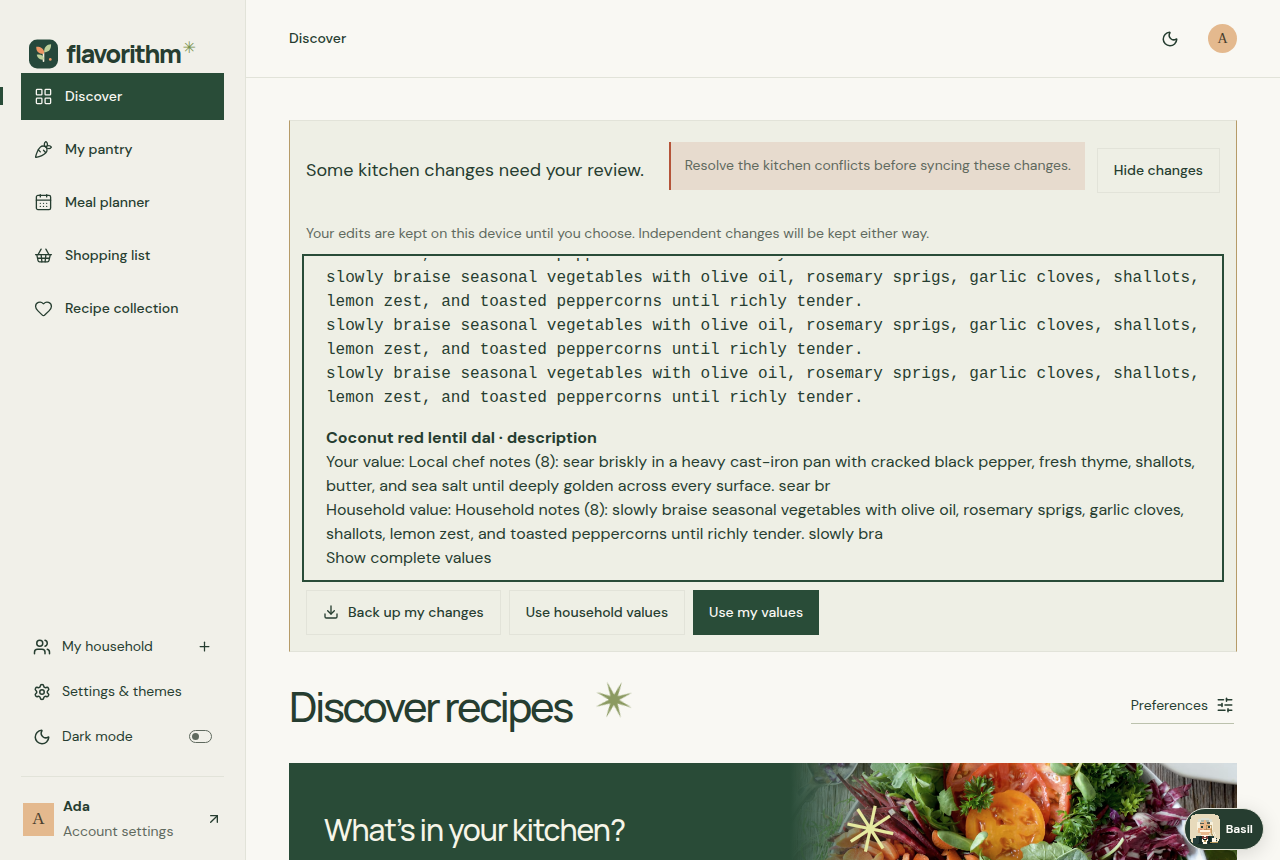 flavorithm
Discover
My pantry
Meal planner
Shopping list
Recipe collection
My household
Settings & themes
Dark mode
A
Ada
Account settings
Discover
A
Some kitchen changes need your review.
Resolve the kitchen conflicts before syncing these changes.
Hide changes
Your edits are kept on this device until you choose. Independent changes will be kept either way.
slowly braise seasonal vegetables with olive oil, rosemary sprigs, garlic cloves, shallots,
lemon zest, and toasted peppercorns until richly tender.
slowly braise seasonal vegetables with olive oil, rosemary sprigs, garlic cloves, shallots,
lemon zest, and toasted peppercorns until richly tender.
slowly braise seasonal vegetables with olive oil, rosemary sprigs, garlic cloves, shallots,
lemon zest, and toasted peppercorns until richly tender.
Coconut red lentil dal · description
Your value: Local chef notes (8): sear briskly in a heavy cast-iron pan with cracked black pepper, fresh thyme, shallots,
butter, and sea salt until deeply golden across every surface. sear br
Household value: Household notes (8): slowly braise seasonal vegetables with olive oil, rosemary sprigs, garlic cloves,
shallots, lemon zest, and toasted peppercorns until richly tender. slowly bra
Show complete values
Back up my changes
Use household values
Use my values
Discover recipes
Preferences
What's in your kitchen?
Basil